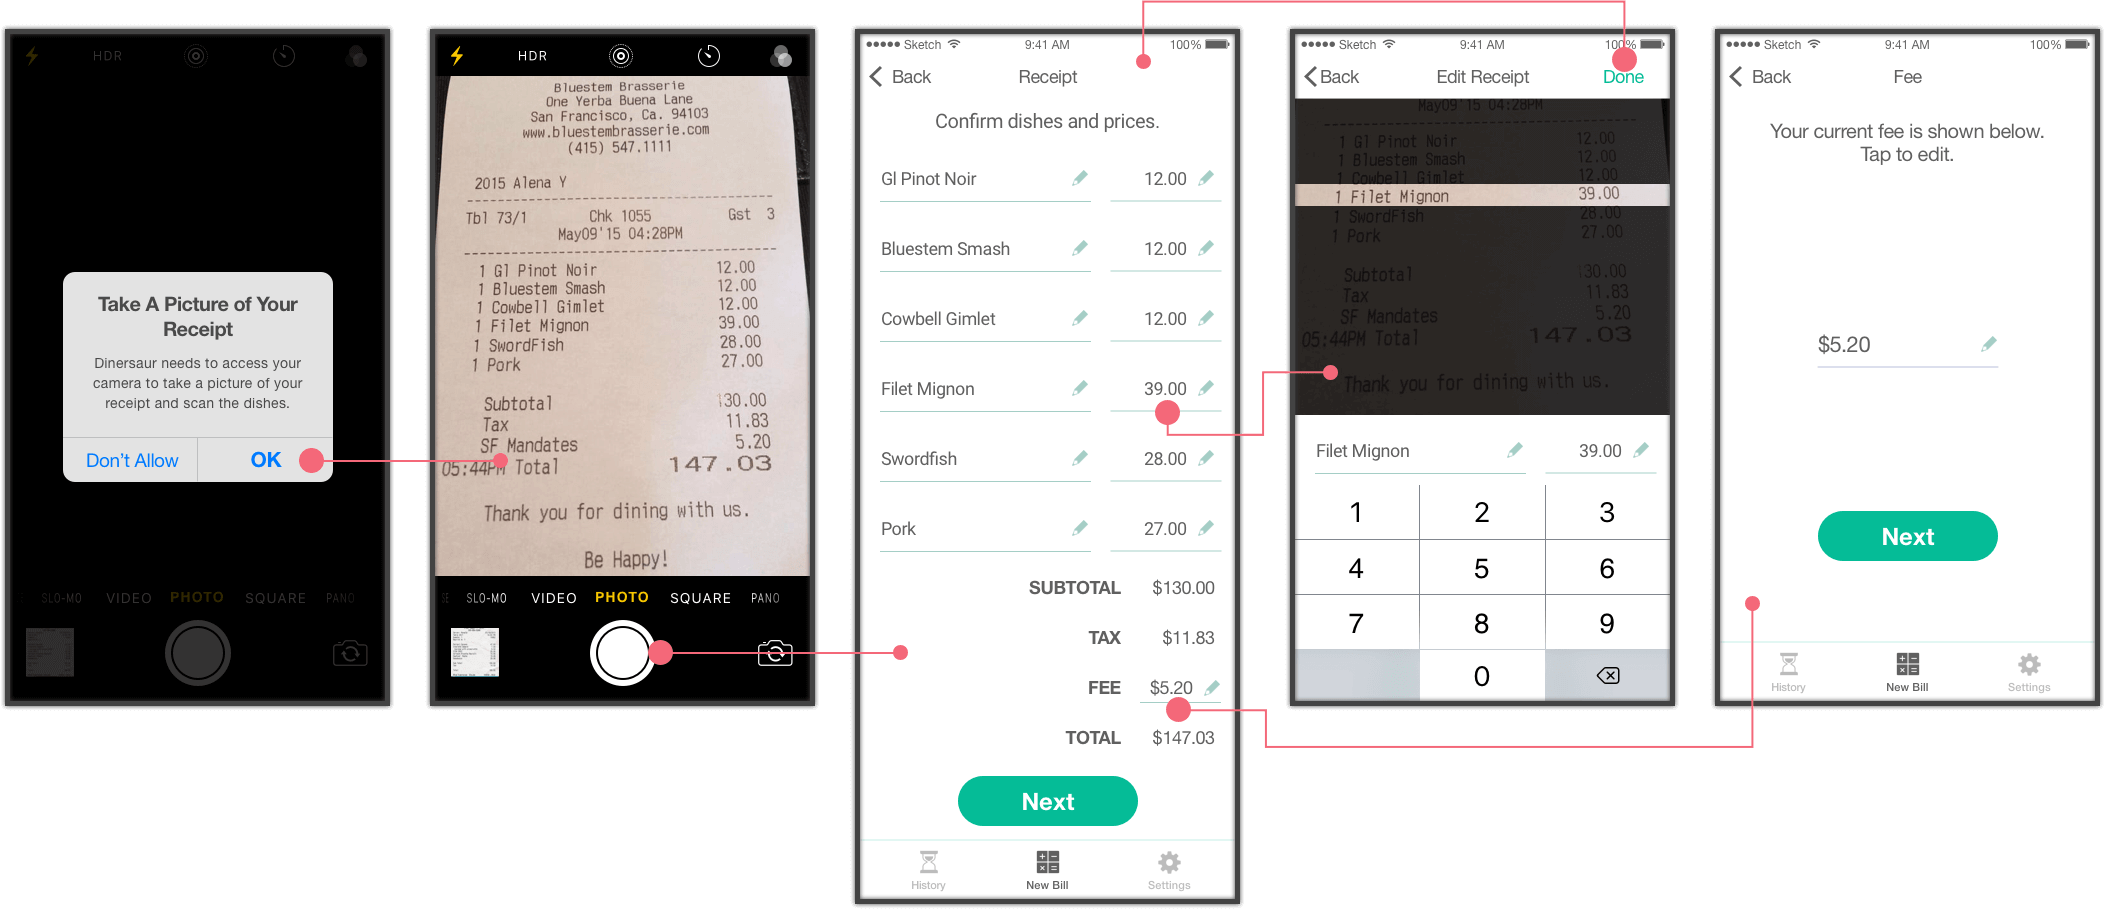 HDR
Take A Picture of Your
Receipt
Dinersaur needs to access your
camera to take a picture of your
receipt and scan the dishes.
Don't Allow
OK
SLO-MO VIDEO PHOTO SQUARE PANO
HDR
Bluestem Brasserie
One Yerba Buena Lane
San Francisco, Ca. 94103
www.bluestembrasserie.com
(415) 547.1111
2015 Alena Y
Tbl 73/1 Chk 1055 Gst 3
May09'15 04:28PM
1 Gl Pinot Noir 12.00
1 Bluestem Smash 12.00
1 Cowbell Gimlet 12.00
1 Filet Mignon 39.00
1 SwordFish 28.00
1 Pork 27.00
Subtotal 130.00
Tax 11.83
SF Mandates 5.20
05:44PM Total 147.03
Thank you for dining with us.
Be Happy!
SLO-MO VIDEO PHOTO SQUARE PANO
Sketch 9:41 AM 100%
Back Receipt
Confirm dishes and prices.
Gl Pinot Noir 12.00
Bluestem Smash 12.00
Cowbell Gimlet 12.00
Filet Mignon 39.00
Swordfish 28.00
Pork 27.00
SUBTOTAL $130.00
TAX $11.83
FEE $5.20
TOTAL $147.03
Next
History New Bill Settings
Sketch 9:41 AM 100%
Back Edit Receipt Done
May09'15 04:28PM
1 Gl Pinot Noir 12.00
1 Bluestem Smash 12.00
1 Cowbell Gimlet 12.00
1 Filet Mignon 39.00
1 SwordFish 28.00
1 Pork 27.00
Subtotal 130.00
Tax 11.83
SF Mandates 5.20
05:44PM Total 147.03
Thank you for dining with us.
Filet Mignon 39.00
1 2 3
4 5 6
7 8 9
0
Sketch 9:41 AM 100%
Back Fee
Your current fee is shown below.
Tap to edit.
$5.20
Next
History New Bill Settings